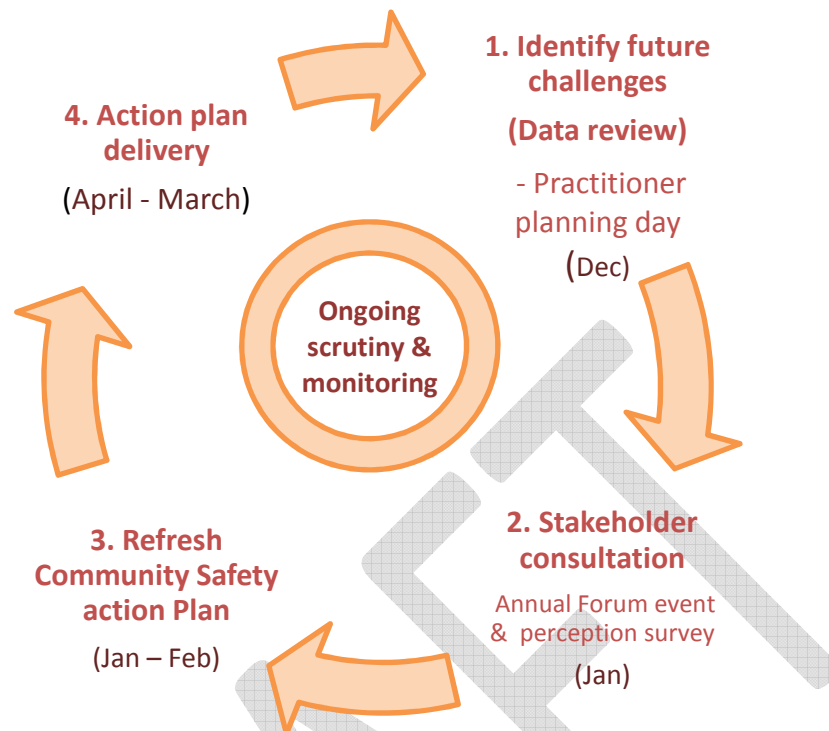 1. Identify future
challenges
(Data review)
- Practitioner
planning day
(Dec)
2. Stakeholder
consultation
Annual Forum event
& perception survey
(Jan)
3. Refresh
Community Safety
action Plan
(Jan – Feb)
4. Action plan
delivery
(April - March)
Ongoing
scrutiny &
monitoring